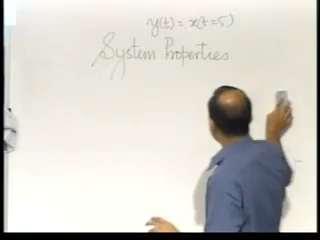 y(t) = x(t=5)
System Properties